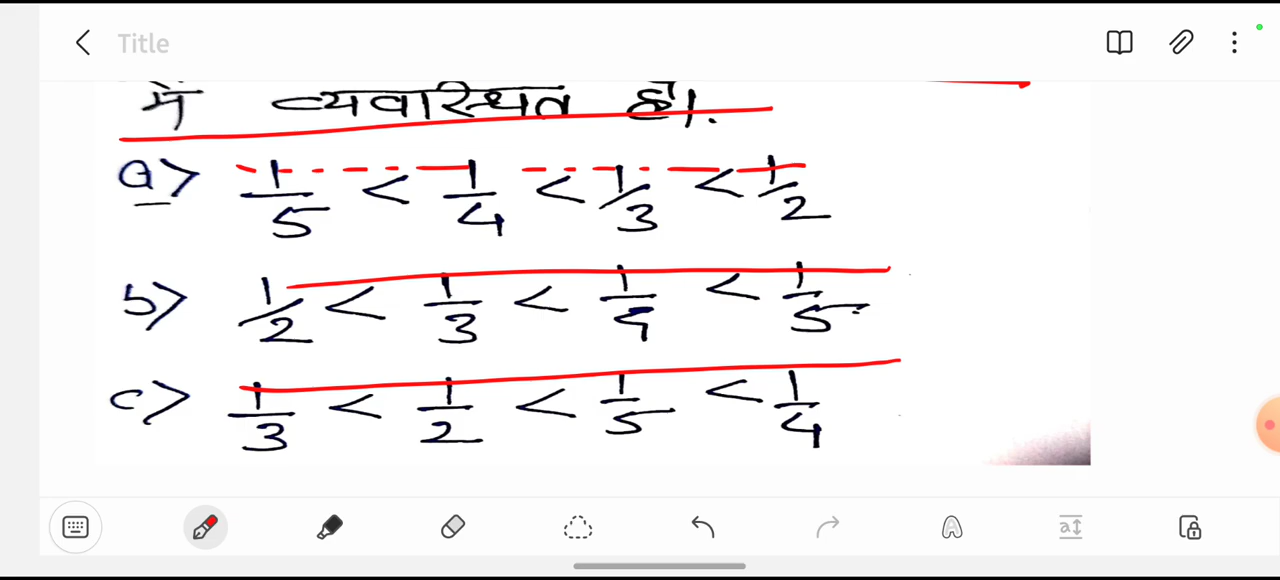 Title
में व्यवास्थित हो।.
a> 1/5 < 1/4 < 1/3 < 1/2
b> 1/2 < 1/3 < 1/4 < 1/5
c> 1/3 < 1/2 < 1/5 < 1/4
A a